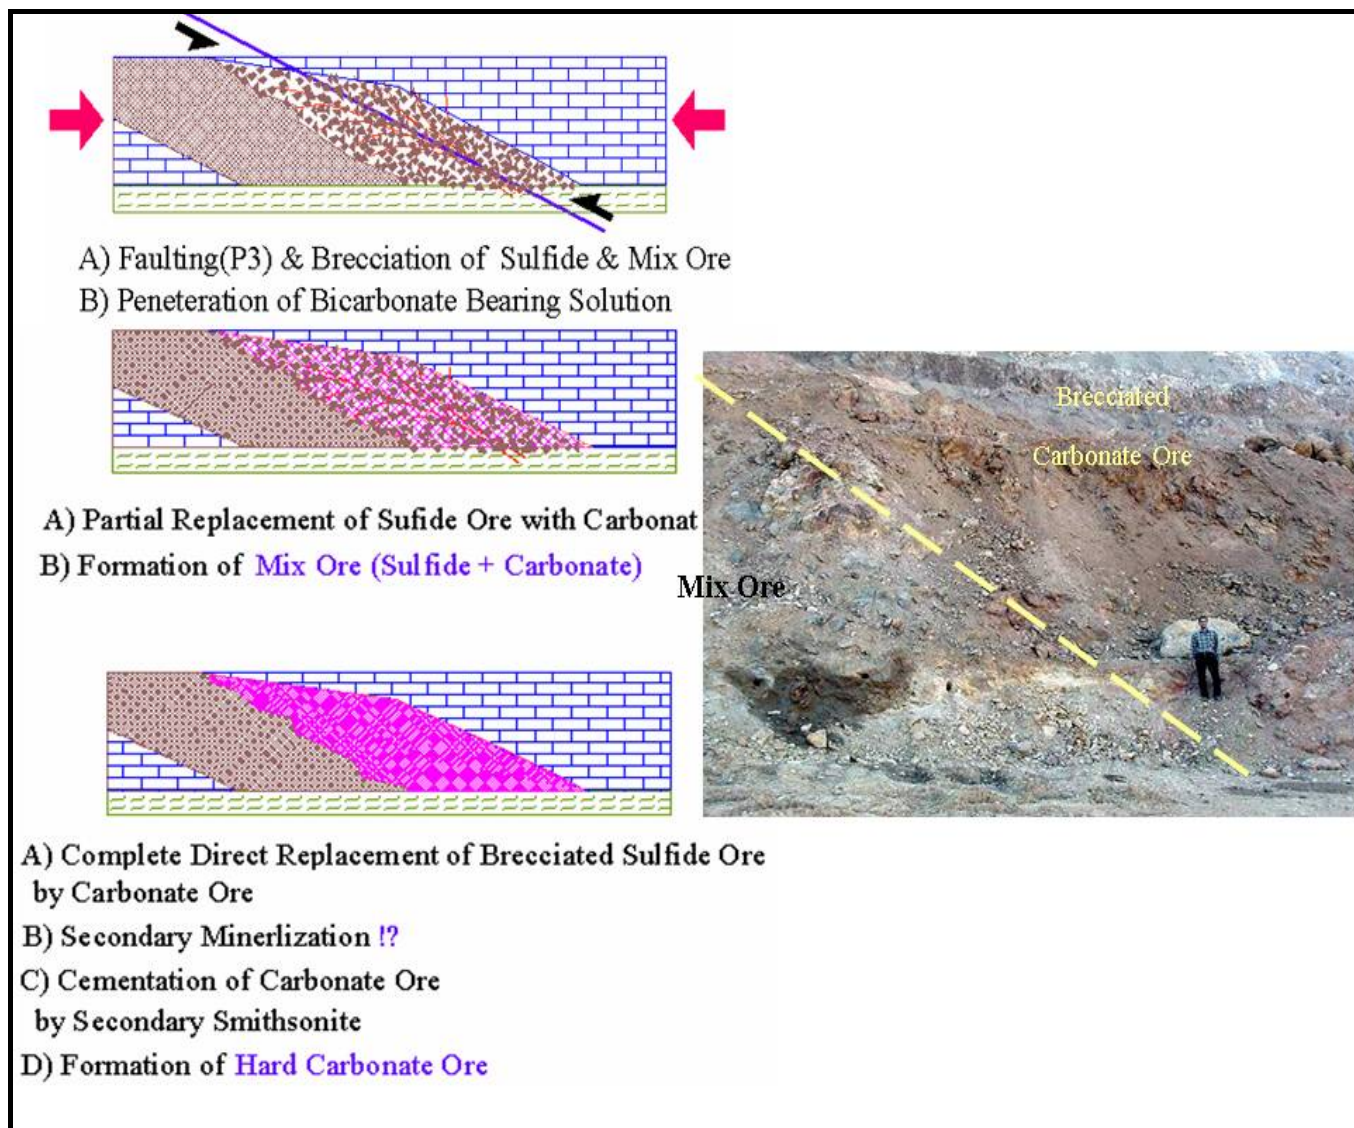 A) Faulting(P3) & Brecciation of Sulfide & Mix Ore
B) Peneteration of Bicarbonate Bearing Solution
A) Partial Replacement of Sufide Ore with Carbonat
B) Formation of Mix Ore (Sulfide + Carbonate)
Brecciated
Carbonate Ore
Mix Ore
A) Complete Direct Replacement of Brecciated Sulfide Ore
by Carbonate Ore
B) Secondary Minerlization !?
C) Cementation of Carbonate Ore
by Secondary Smithsonite
D) Formation of Hard Carbonate Ore